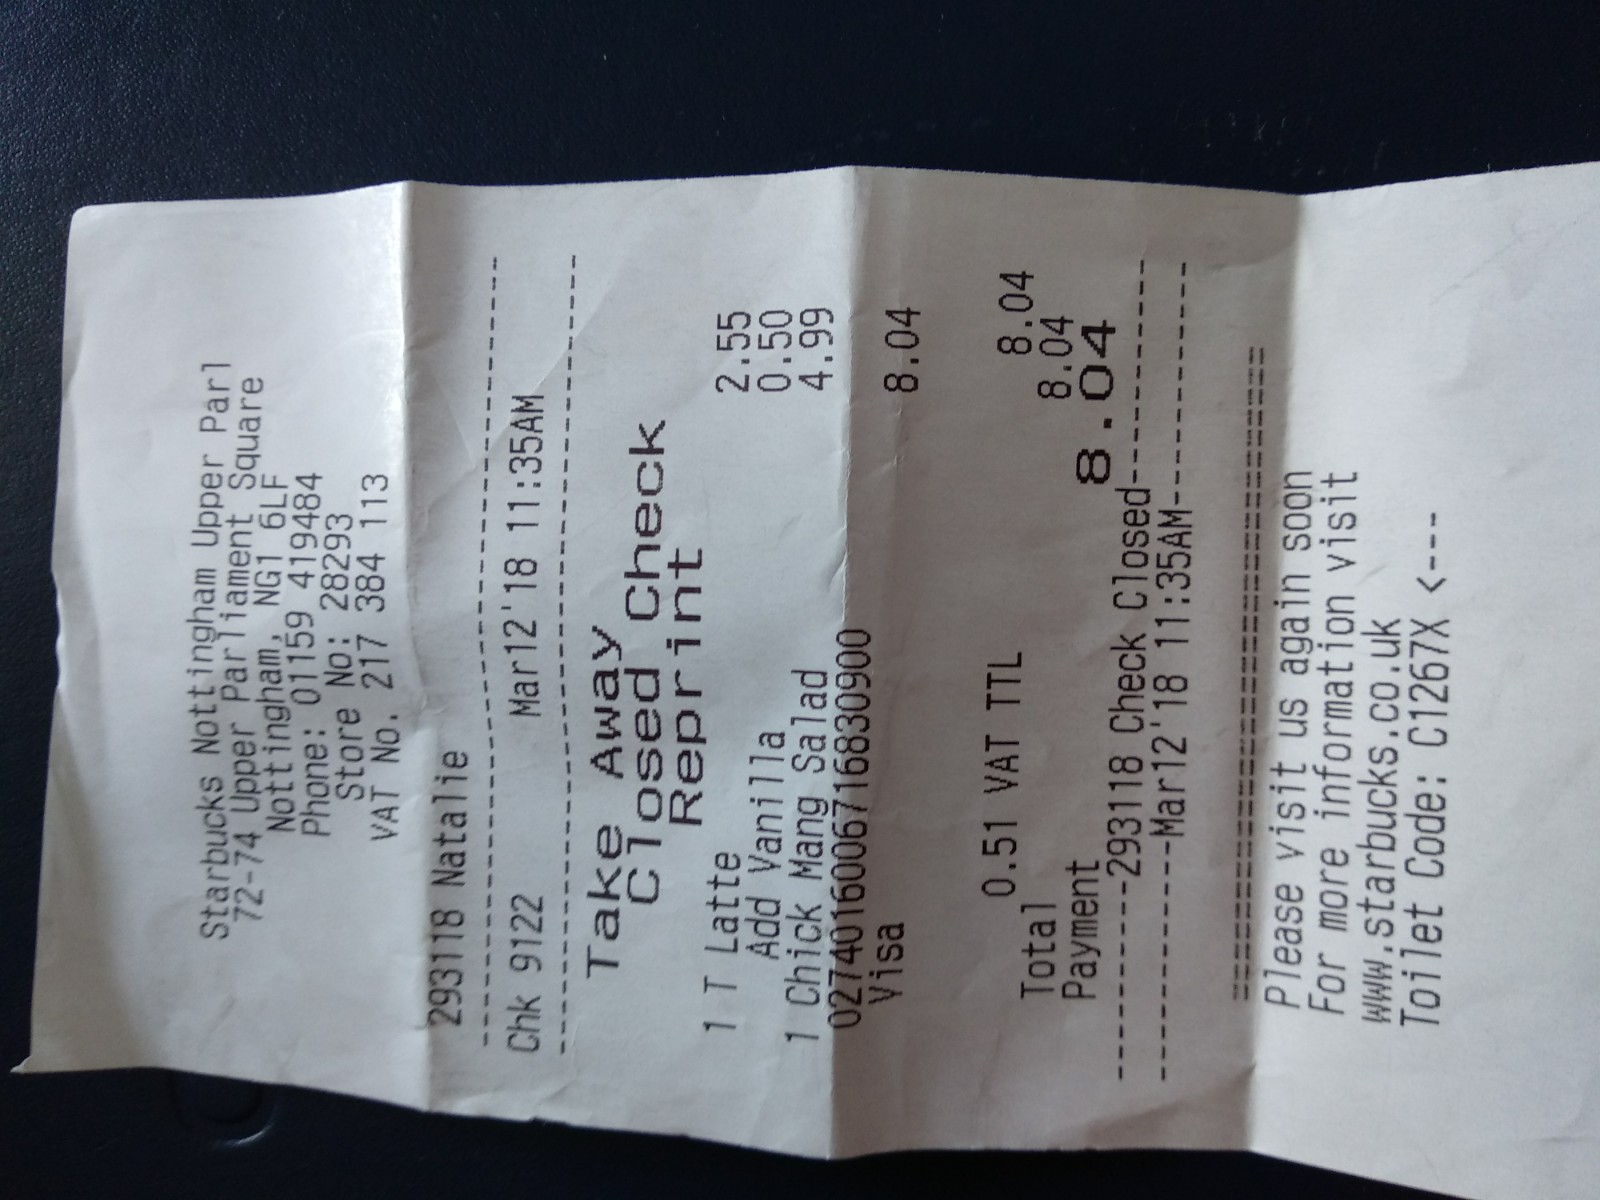 Starbucks Nottingham Upper Parl
72-74 Upper Parliament Square
Nottingham, NG1 6LF
Phone: 01159 419484
Store No: 28293
VAT No. 217 384 113
293118 Natalie
--------------------------------------
Chk 9122 Mar12'18 11:35AM
--------------------------------------
Take Away
Closed Check
Reprint
1 T Latte 2.55
Add Vanilla 0.50
1 Chick Mang Salad 4.99
0274016006716830900
Visa 8.04
0.51 VAT TTL 8.04
Total 8.04
Payment 8.04
----------293118 Check Closed----------
-----------Mar12'18 11:35AM-----------
================================
Please visit us again soon
For more information visit
www.starbucks.co.uk
Toilet Code: C1267X <---